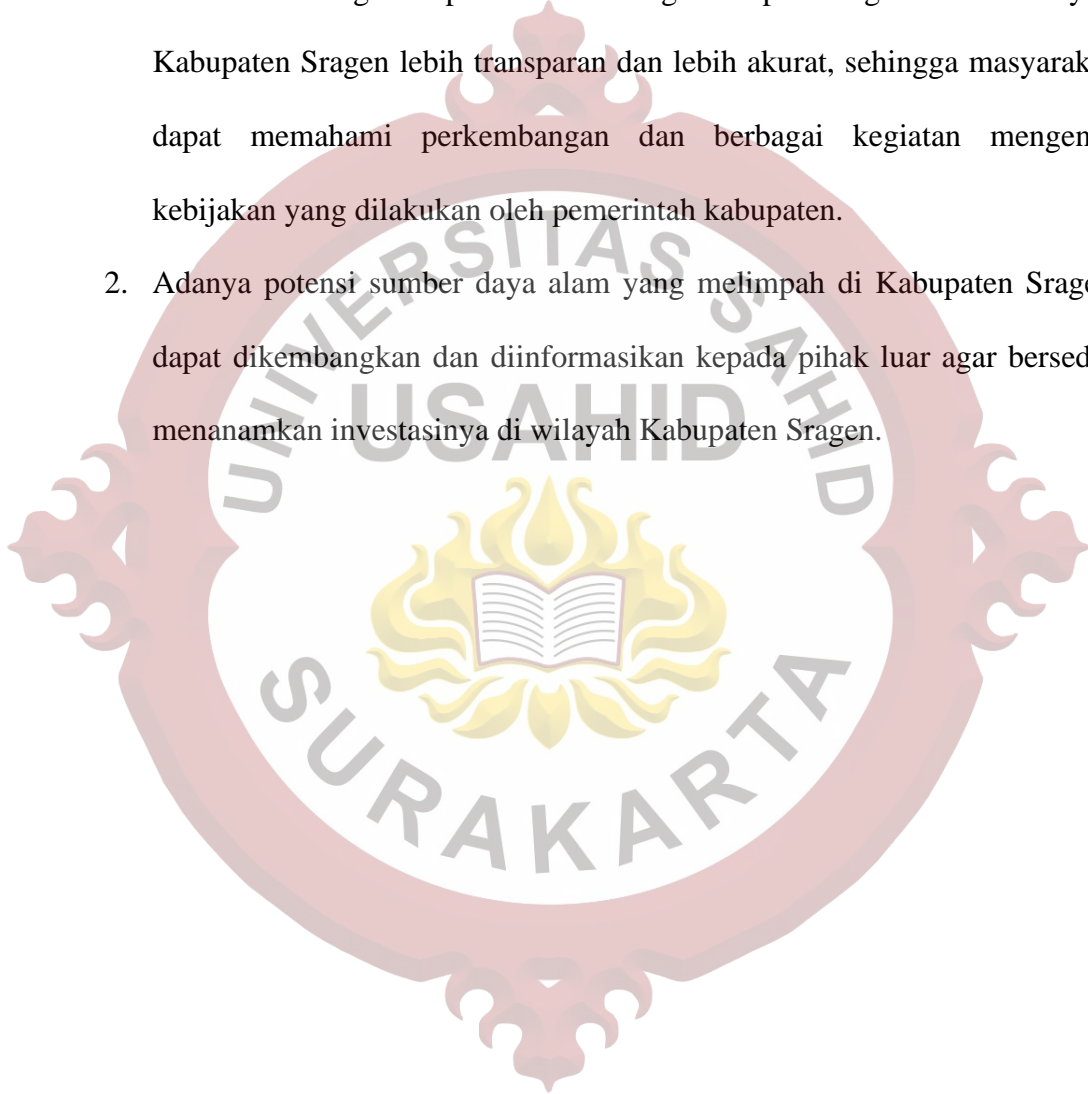 Kabupaten Sragen lebih transparan dan lebih akurat, sehingga masyarak
dapat memahami perkembangan dan berbagai kegiatan mengen
kebijakan yang dilakukan oleh pemerintah kabupaten.
2. Adanya potensi sumber daya alam yang melimpah di Kabupaten Srage
dapat dikembangkan dan diinformasikan kepada pihak luar agar bersed
menanamkan investasinya di wilayah Kabupaten Sragen.
UNIVERSITAS SAHID
USAHID
SURAKARTA